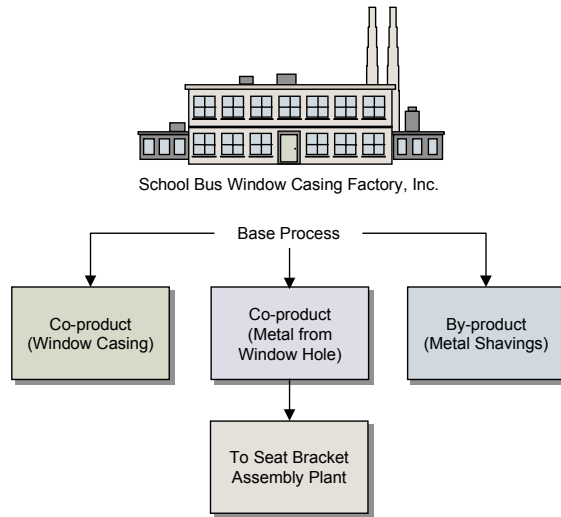 School Bus Window Casing Factory, Inc.
Base Process
Co-product
(Window Casing)
Co-product
(Metal from
Window Hole)
By-product
(Metal Shavings)
To Seat Bracket
Assembly Plant